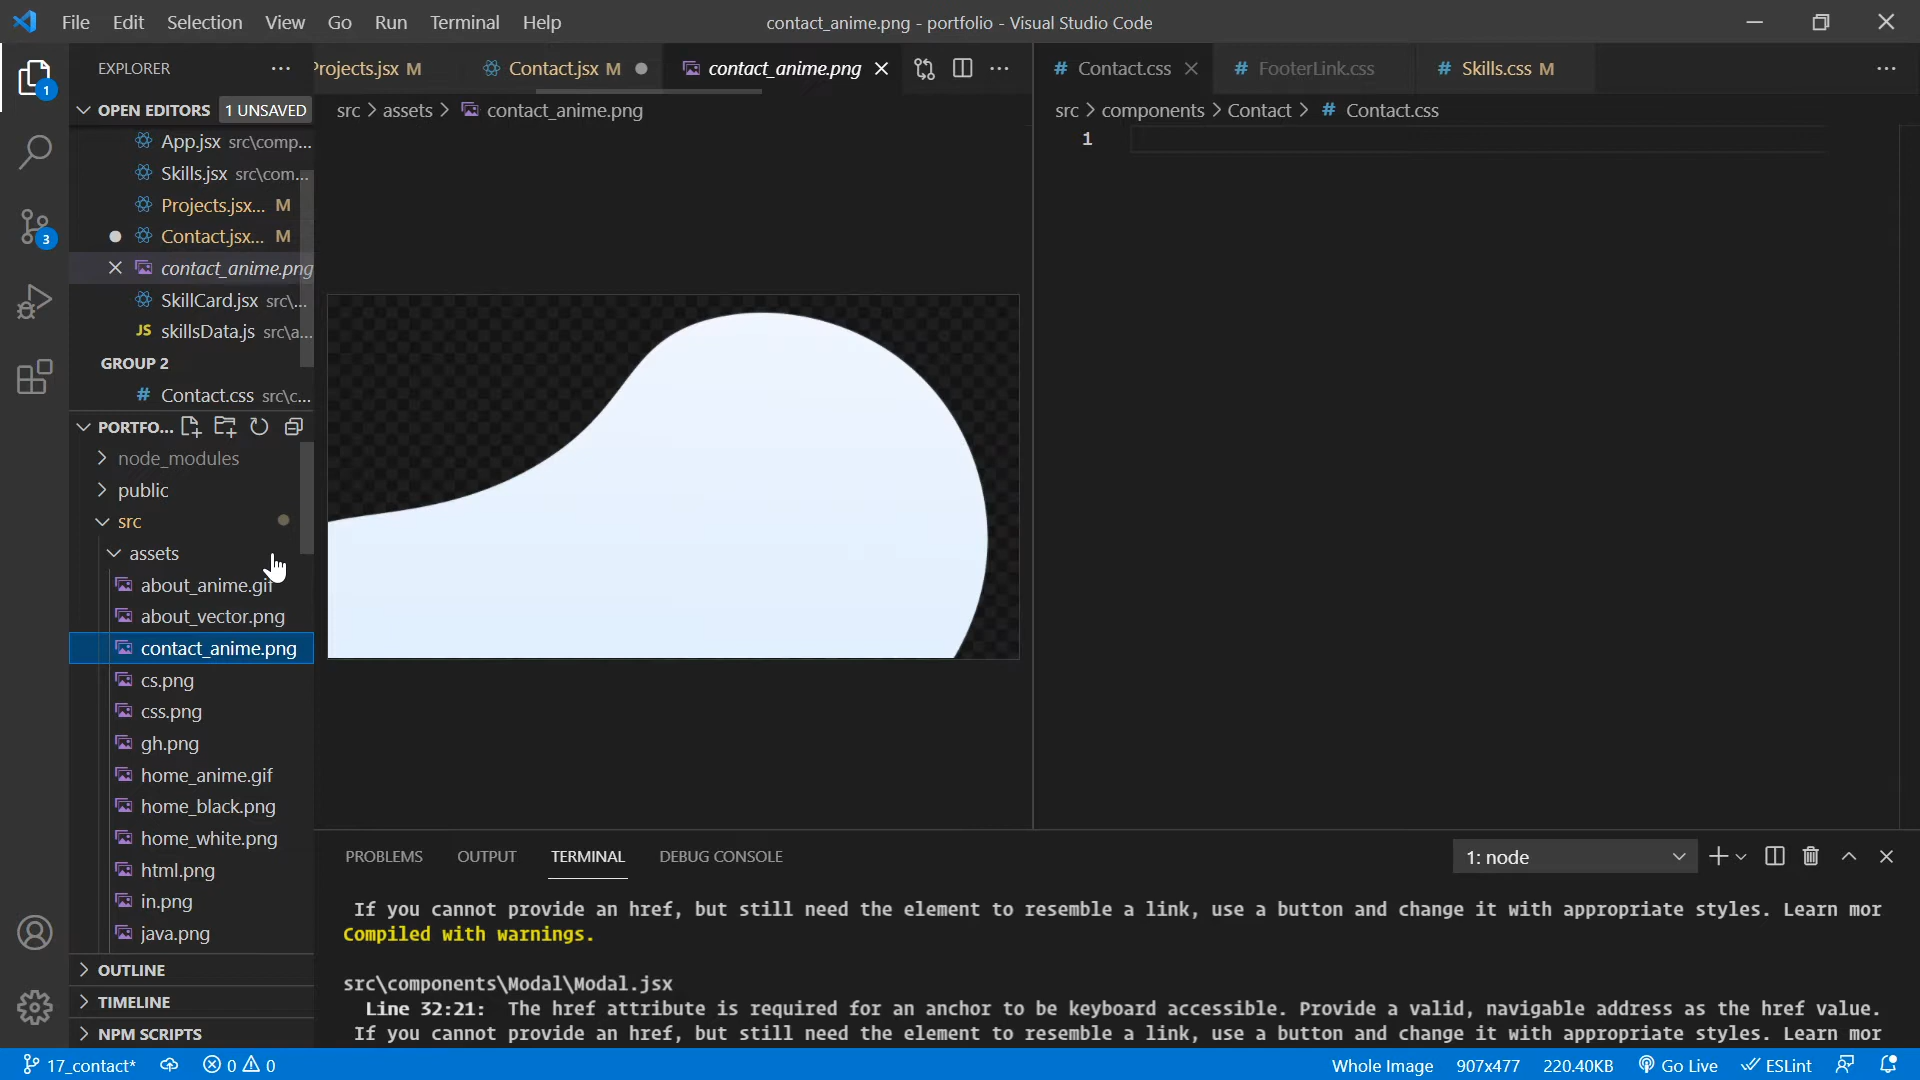 File Edit Selection View Go Run Terminal Help
contact_anime.png - portfolio - Visual Studio Code
EXPLORER
OPEN EDITORS 1 UNSAVED
App.jsx src\comp...
Skills.jsx src\com...
Projects.jsx... M
Contact.jsx... M
contact_anime.png
SkillCard.jsx src\...
skillsData.js src\a...
GROUP 2
Contact.css src\c...
PORTFO...
node_modules
public
src
assets
about_anime.gif
about_vector.png
contact_anime.png
cs.png
css.png
gh.png
home_anime.gif
home_black.png
home_white.png
html.png
in.png
java.png
OUTLINE
TIMELINE
NPM SCRIPTS
Projects.jsx M Contact.jsx M contact_anime.png
src > assets > contact_anime.png
# Contact.css # FooterLink.css # Skills.css M
src > components > Contact > # Contact.css
1
PROBLEMS OUTPUT TERMINAL DEBUG CONSOLE
1: node
If you cannot provide an href, but still need the element to resemble a link, use a button and change it with appropriate styles. Learn mor
Compiled with warnings.
src\components\Modal\Modal.jsx
Line 32:21: The href attribute is required for an anchor to be keyboard accessible. Provide a valid, navigable address as the href value.
If you cannot provide an href, but still need the element to resemble a link, use a button and change it with appropriate styles. Learn mor
1
3
17_contact* 0 0
Whole Image 907x477 220.40KB Go Live ESLint